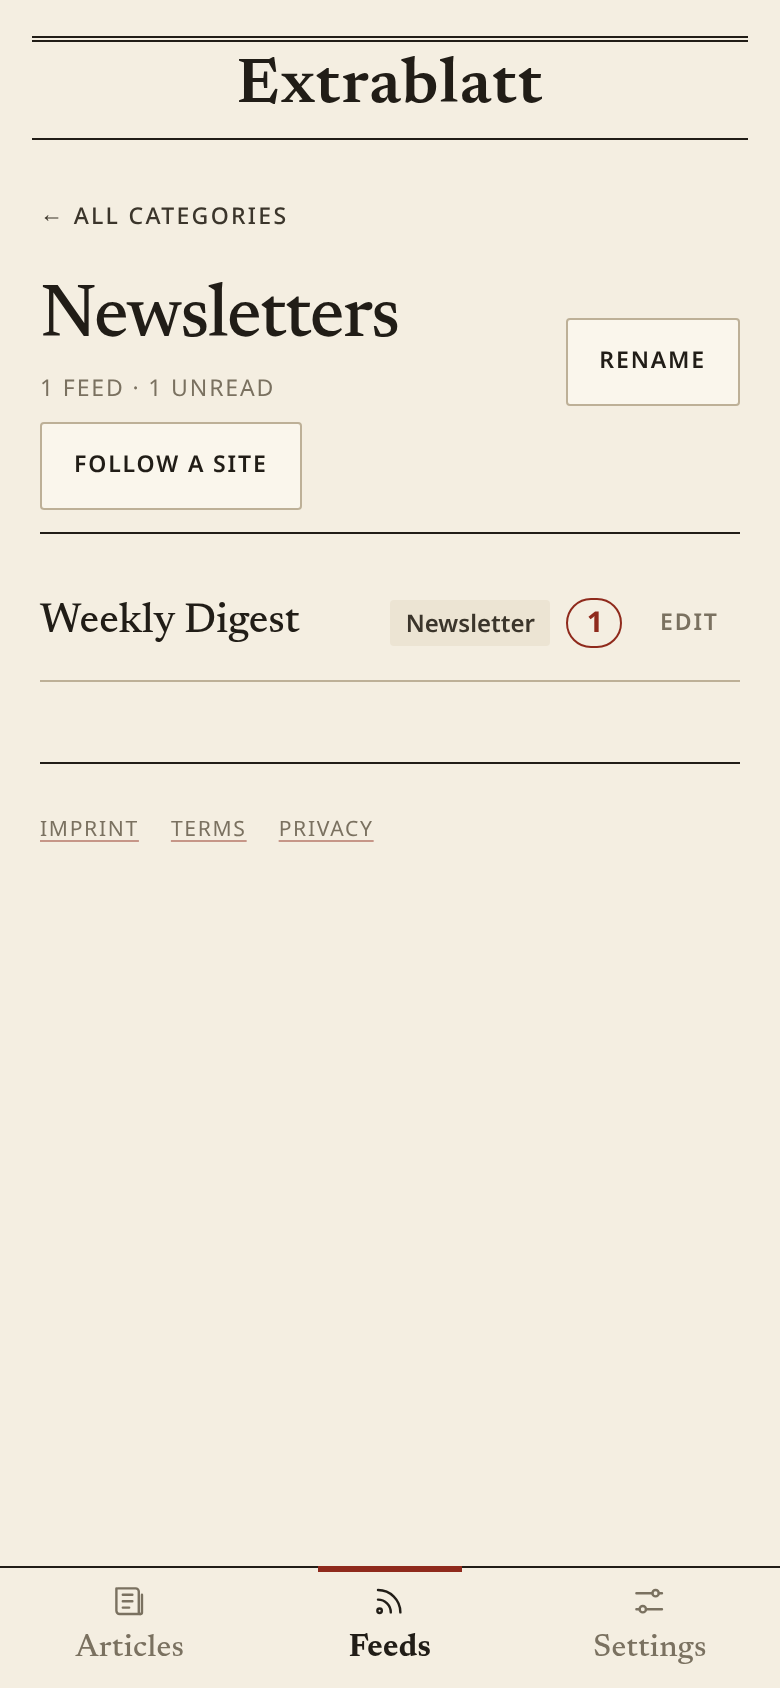 Extrablatt
← ALL CATEGORIES
Newsletters
1 FEED · 1 UNREAD
RENAME
FOLLOW A SITE
Weekly Digest Newsletter 1 EDIT
IMPRINT TERMS PRIVACY
Articles Feeds Settings